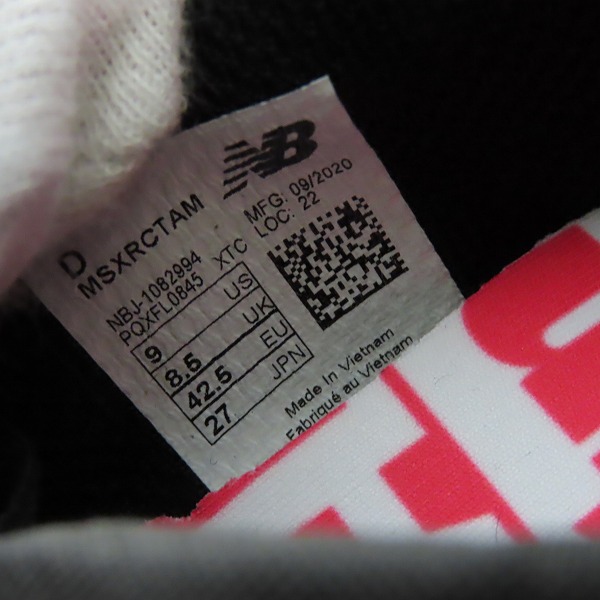 NB
D
MSXRCTAM
MFG: 09/2020
LOC: 22
NBJ-1082994
PQXFL0845 XTC
9 US
8.5 UK
42.5 EU
27 JPN
Made In Vietnam
Fabriqué au Vietnam